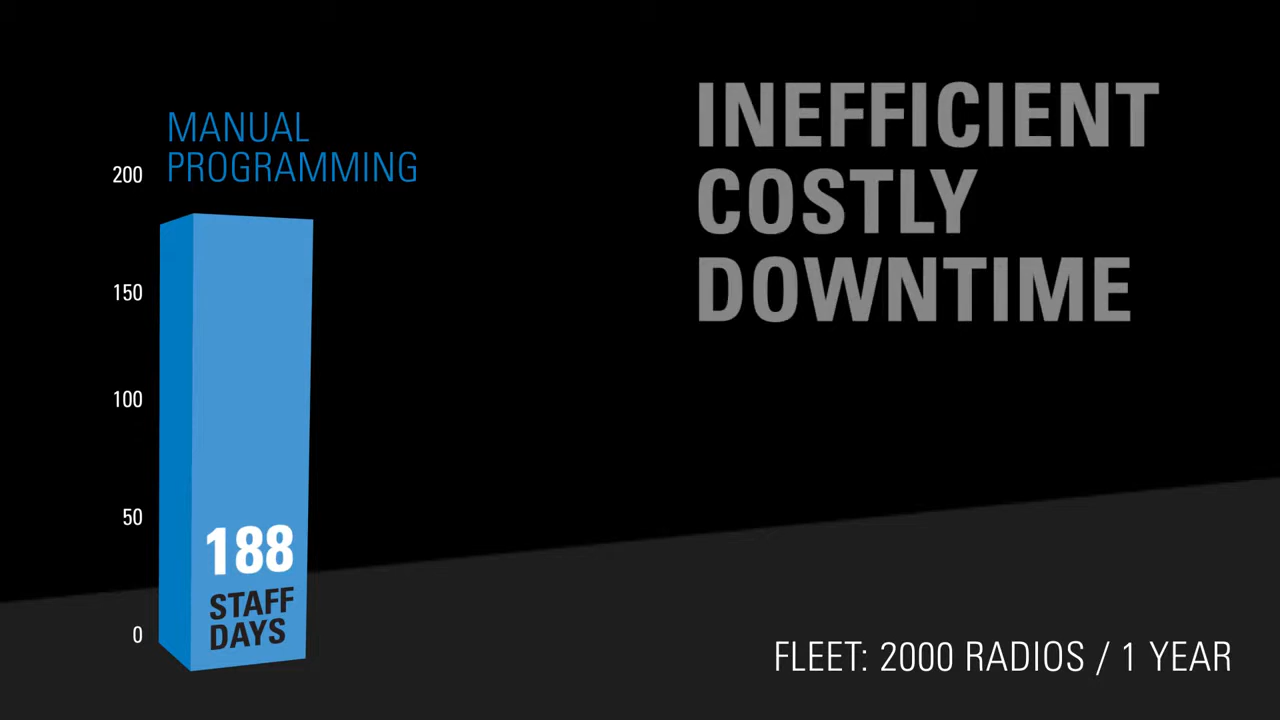 MANUAL
PROGRAMMING
200
150
100
50
0
188
STAFF
DAYS
INEFFICIENT
COSTLY
DOWNTIME
FLEET: 2000 RADIOS / 1 YEAR